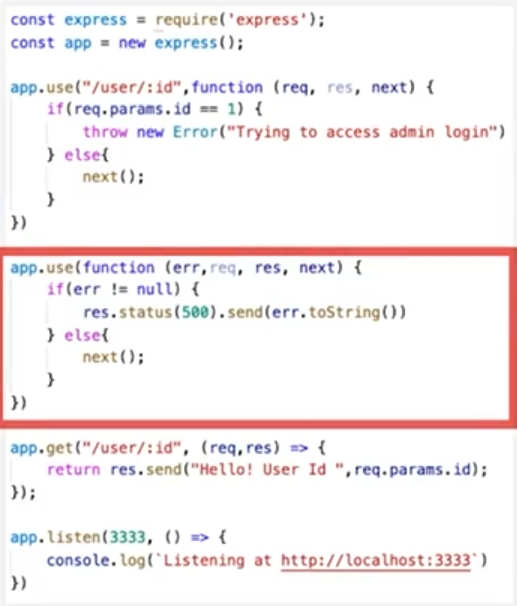 const express = require('express');
const app = new express();
app.use("/user/:id",function (req, res, next) {
if(req.params.id == 1) {
throw new Error("Trying to access admin login")
} else{
next();
}
})
app.use(function (err,req, res, next) {
if(err != null) {
res.status(500).send(err.toString())
} else{
next();
}
})
app.get("/user/:id", (req,res) => {
return res.send("Hello! User Id ",req.params.id);
});
app.listen(3333, () => {
console.log(`Listening at http://localhost:3333`)
})